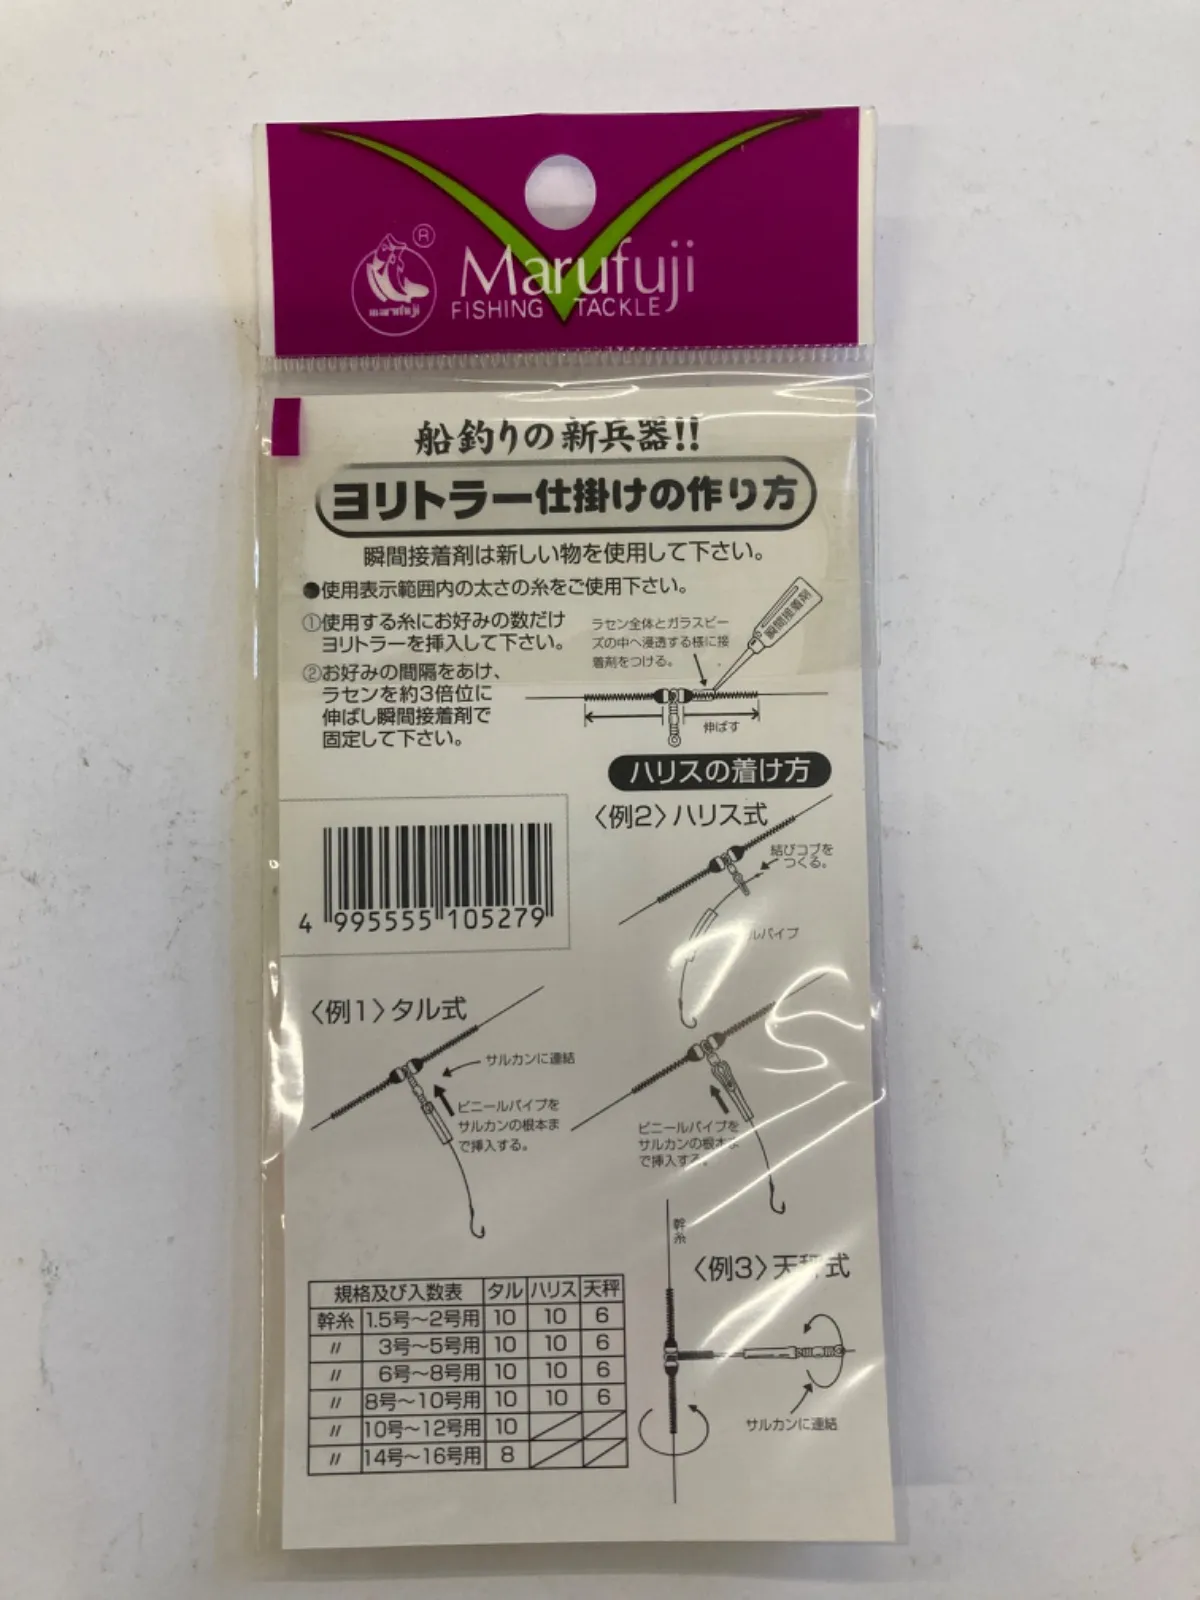 ®
marufuji
Marufuji
FISHING TACKLE
船釣りの新兵器!!
ヨリトラー仕掛けの作り方
瞬間接着剤は新しい物を使用して下さい。
●使用表示範囲内の太さの糸をご使用下さい。
①使用する糸にお好みの数だけ
ヨリトラーを挿入して下さい。
②お好みの間隔をあけ、
ラセンを約3倍位に
伸ばし瞬間接着剤で
固定して下さい。
ラセン全体とガラスビー
ズの中へ浸透する様に接
着剤をつける。
瞬間接着剤
伸ばす
ハリスの着け方
〈例2〉ハリス式
結びコブを
つくる。
ルパイプ
ビニールパイプを
サルカンの根本ま
で挿入する。
4 995555 105279
〈例1〉タル式
サルカンに連結
ビニールパイプを
サルカンの根本ま
で挿入する。
幹糸
〈例3〉天秤式
サルカンに連結
規格及び入数表 タル ハリス 天秤
幹糸 1.5号〜2号用 10 10 6
〃 3号〜5号用 10 10 6
〃 6号〜8号用 10 10 6
〃 8号〜10号用 10 10 6
〃 10号〜12号用 10
〃 14号〜16号用 8